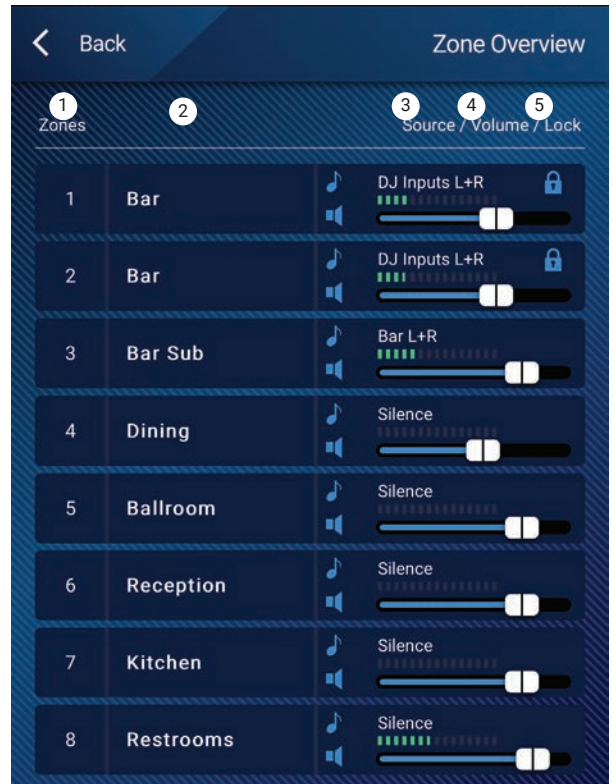 Back Zone Overview
1 2 3 4 5
Zones Source / Volume / Lock
DJ Inputs L+R
1 Bar
DJ Inputs L+R
2 Bar
Bar L+R
3 Bar Sub
Silence
4 Dining
Silence
5 Ballroom
Silence
6 Reception
Silence
7 Kitchen
Silence
8 Restrooms